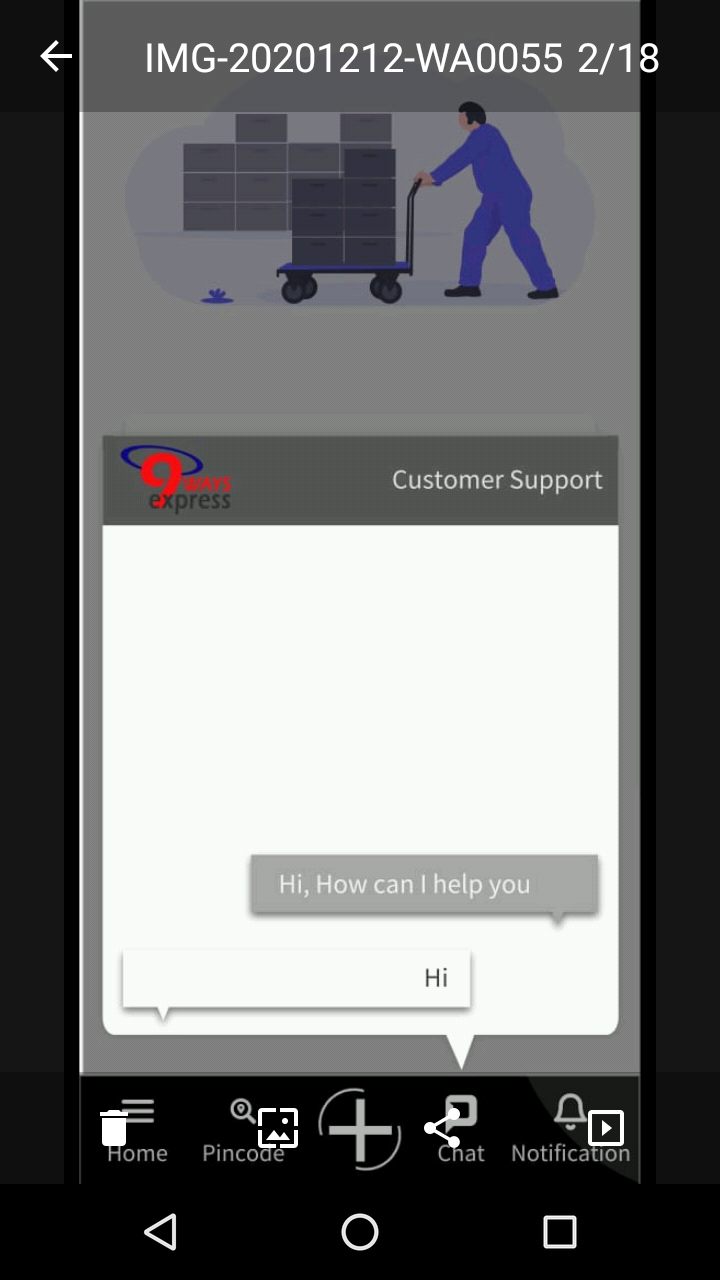 IMG-20201212-WA0055 2/18
9 WAYS
express
Customer Support
Hi, How can I help you
Hi
Home Pincode Chat Notification